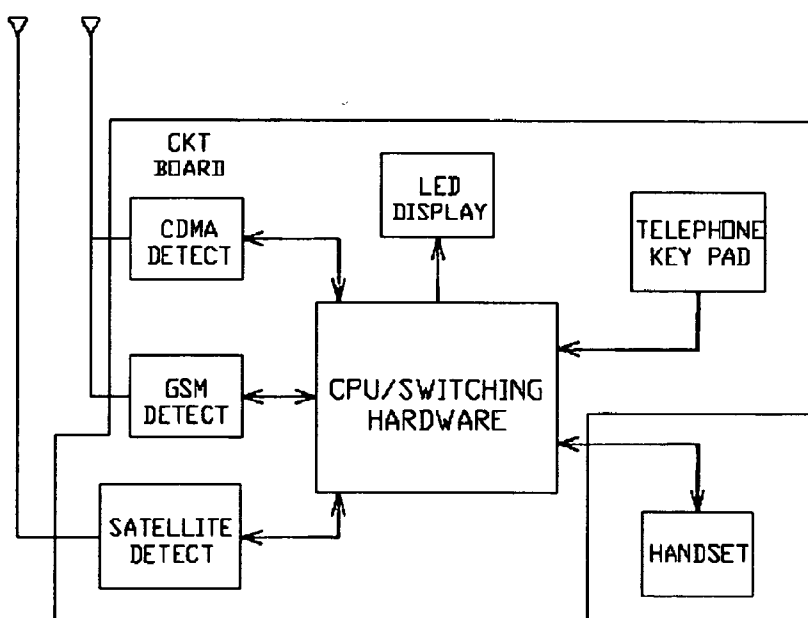 CKT
BOARD
LED
DISPLAY
CDMA
DETECT
TELEPHONE
KEY PAD
GSM
DETECT
CPU/SWITCHING
HARDWARE
SATELLITE
DETECT
HANDSET